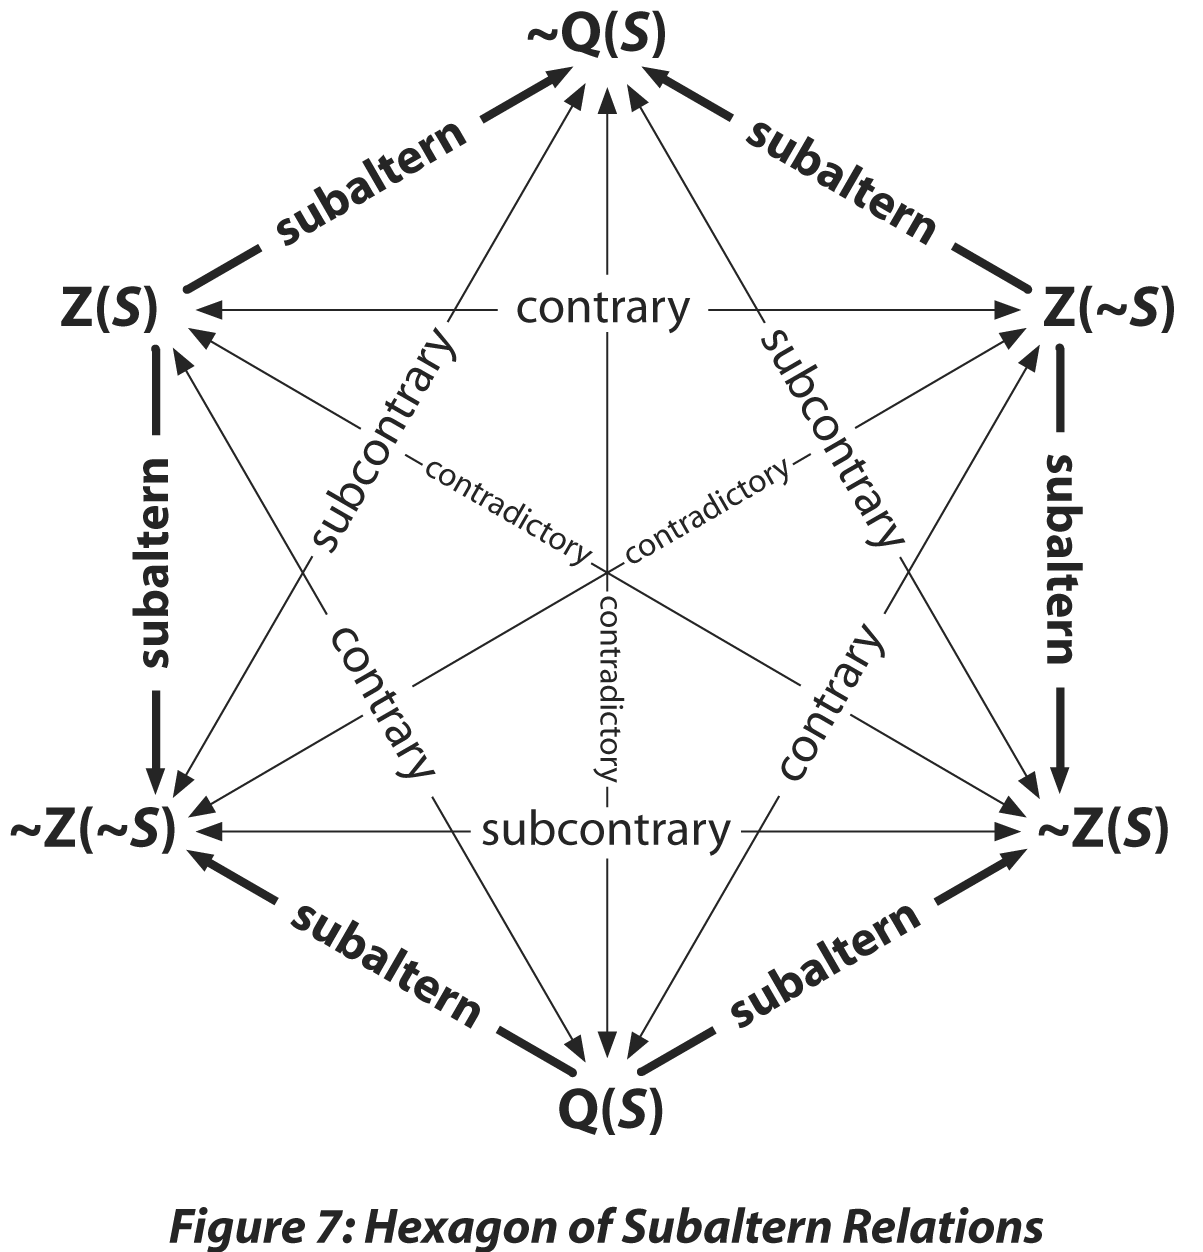 ~Q(S)
subaltern
subaltern
Z(S)
contrary
Z(~S)
subcontrary
subcontrary
contradictory
contradictory
subaltern
subaltern
contradictory
contrary
contrary
~Z(~S)
subcontrary
~Z(S)
subaltern
subaltern
Q(S)
Figure 7: Hexagon of Subaltern Relations